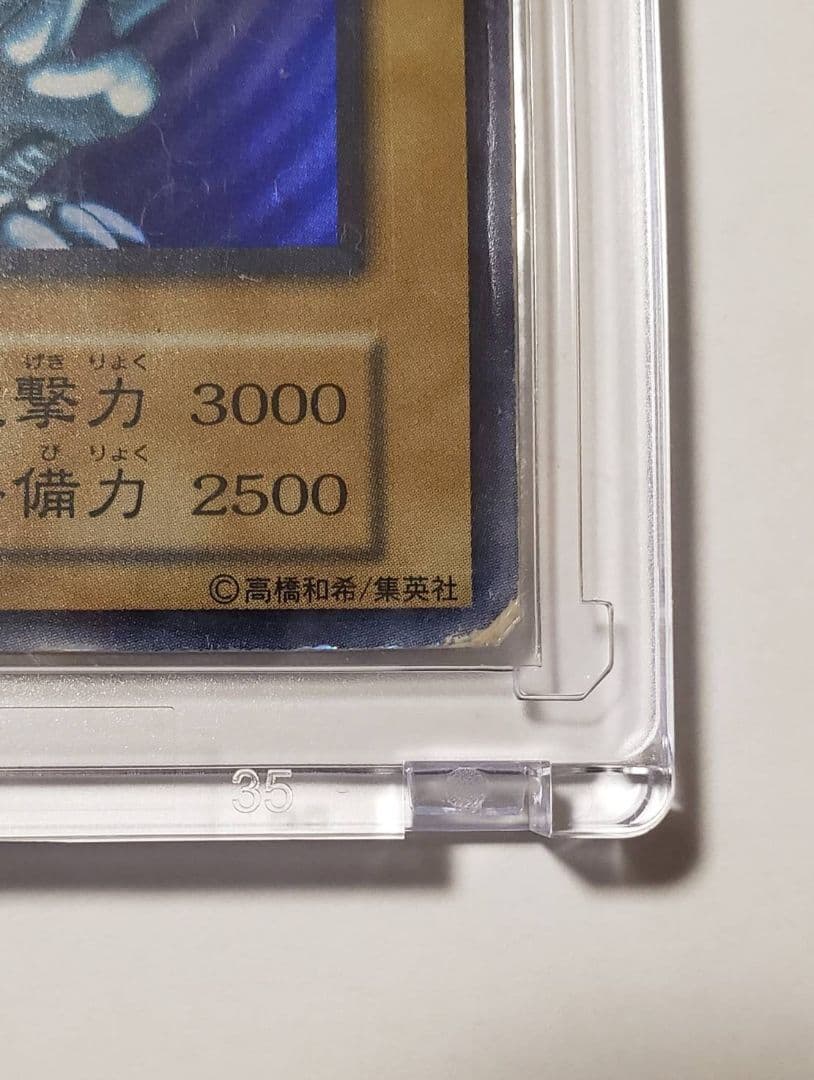 げき りょく
撃力 3000
び りょく
備力 2500
©高橋和希/集英社
35